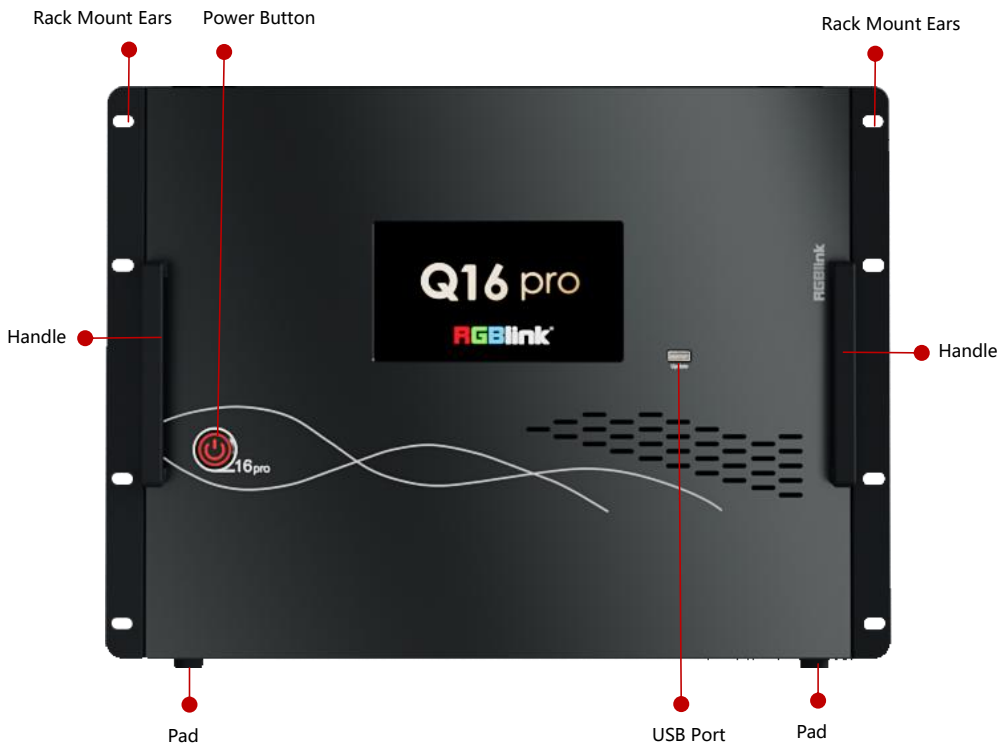 Rack Mount Ears
Power Button
Rack Mount Ears
Q16 pro
RGBlink
RGBlink
Handle
Handle
16pro
Pad
USB Port
Pad